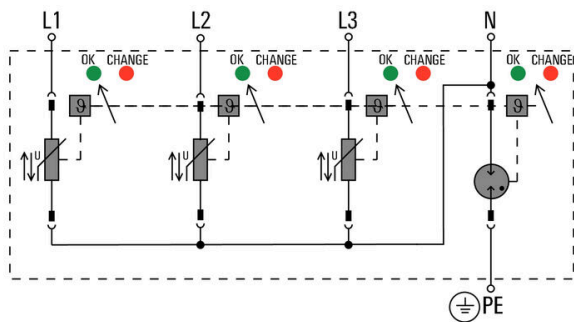 L1 L2 L3 N
OK CHANGE OK CHANGE OK CHANGE OK CHANGE
ϑ ϑ ϑ ϑ
U U U
PE